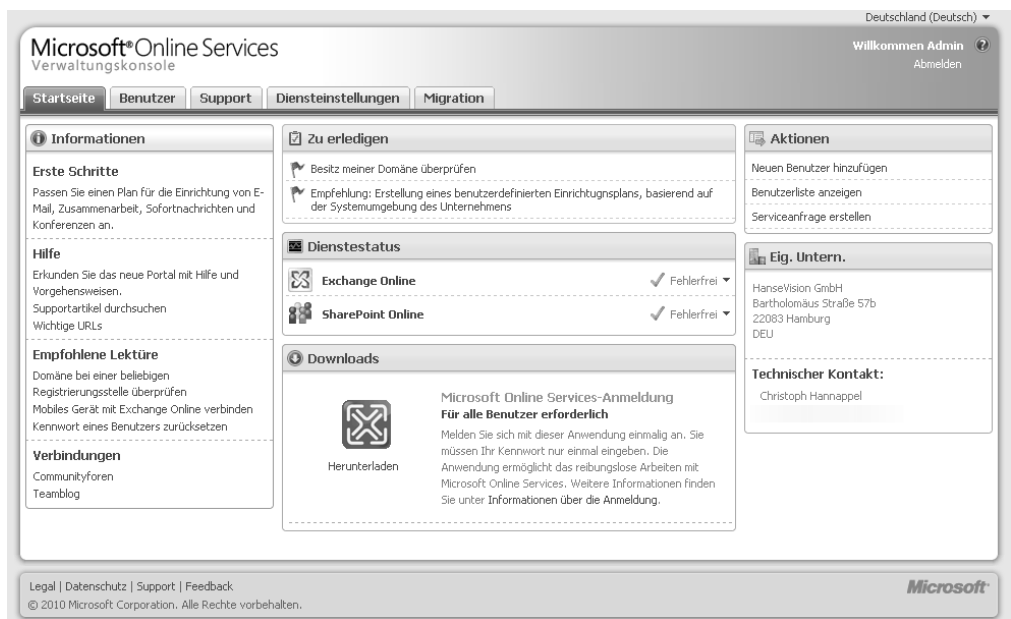 Deutschland (Deutsch)
Microsoft® Online Services
Verwaltungskonsole
Willkommen Admin
Abmelden
Startseite
Benutzer
Support
Diensteinstellungen
Migration
Informationen
Erste Schritte
Passen Sie einen Plan für die Einrichtung von E-
Mail, Zusammenarbeit, Sofortnachrichten und
Konferenzen an.
Hilfe
Erkunden Sie das neue Portal mit Hilfe und
Vorgehensweisen.
Supportartikel durchsuchen
Wichtige URLs
Empfohlene Lektüre
Domäne bei einer beliebigen
Registrierungsstelle überprüfen
Mobiles Gerät mit Exchange Online verbinden
Kennwort eines Benutzers zurücksetzen
Verbindungen
Communityforen
Teamblog
Zu erledigen
Besitz meiner Domäne überprüfen
Empfehlung: Erstellung eines benutzerdefinierten Einrichtugnsplans, basierend auf
der Systemumgebung des Unternehmens
Dienstestatus
Exchange Online
Fehlerfrei
SharePoint Online
Fehlerfrei
Downloads
Herunterladen
Microsoft Online Services-Anmeldung
Für alle Benutzer erforderlich
Melden Sie sich mit dieser Anwendung einmalig an. Sie
müssen Ihr Kennwort nur einmal eingeben. Die
Anwendung ermöglicht das reibungslose Arbeiten mit
Microsoft Online Services. Weitere Informationen finden
Sie unter Informationen über die Anmeldung.
Aktionen
Neuen Benutzer hinzufügen
Benutzerliste anzeigen
Serviceanfrage erstellen
Eig. Untern.
HanseVision GmbH
Bartholomäus Straße 57b
22083 Hamburg
DEU
Technischer Kontakt:
Christoph Hannappel
Legal | Datenschutz | Support | Feedback
© 2010 Microsoft Corporation. Alle Rechte vorbehalten.
Microsoft